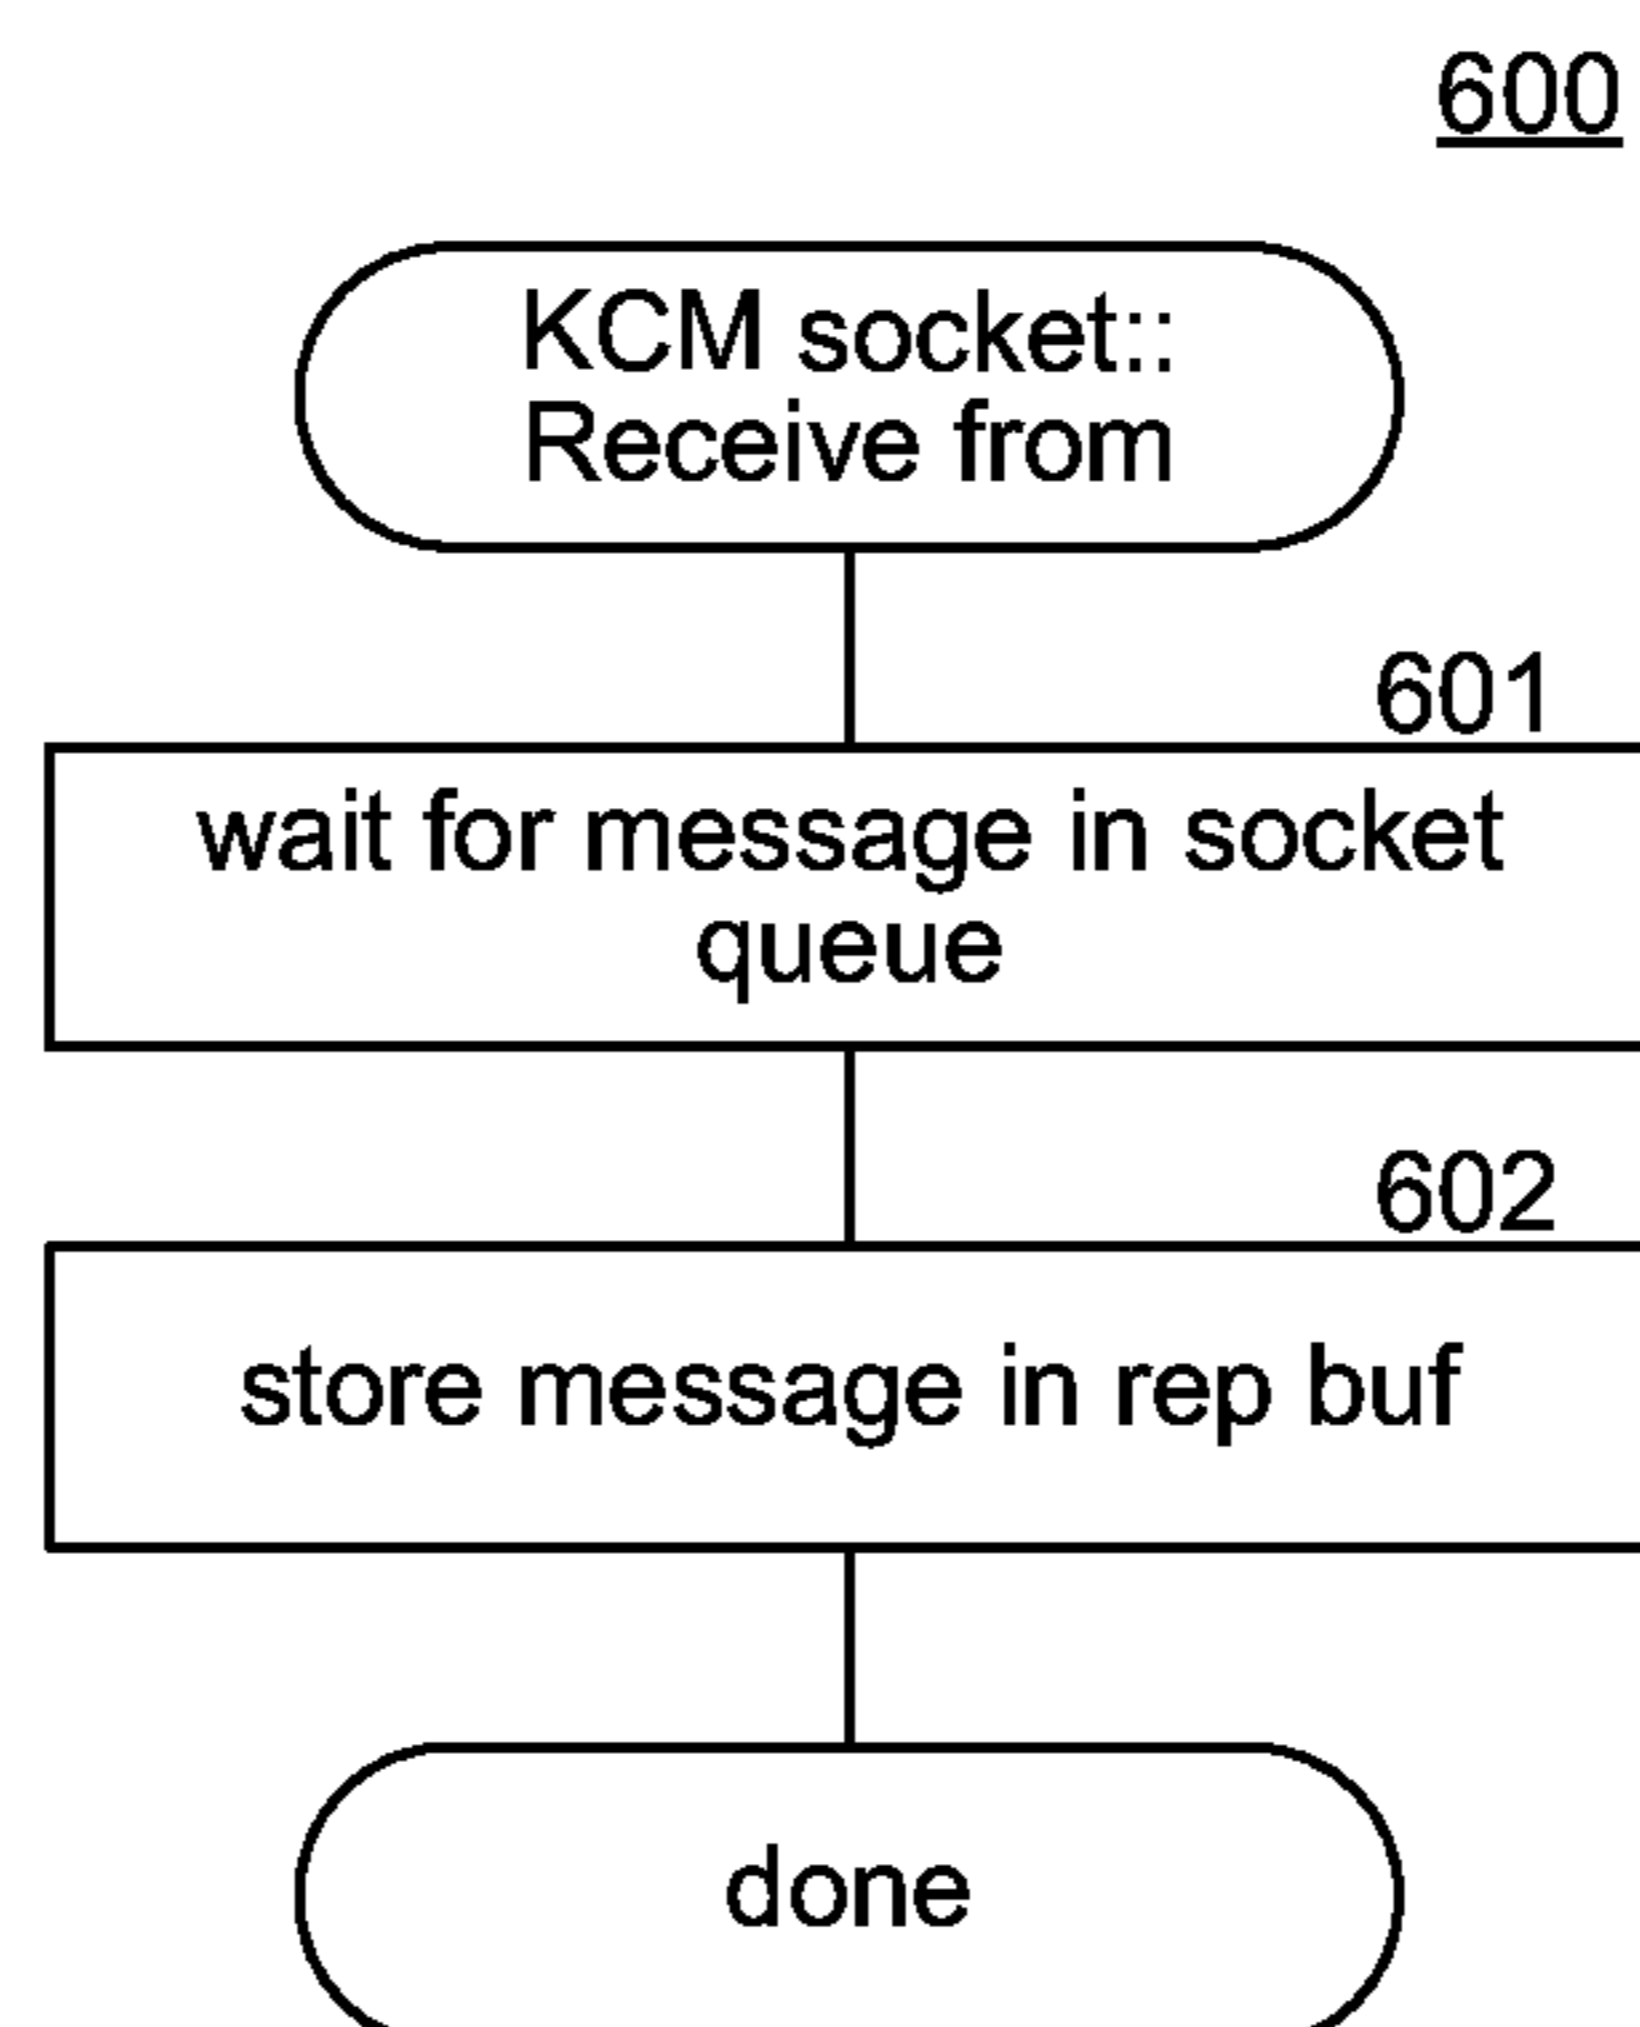 600
KCM socket::
Receive from
601
wait for message in socket
queue
602
store message in rep buf
done